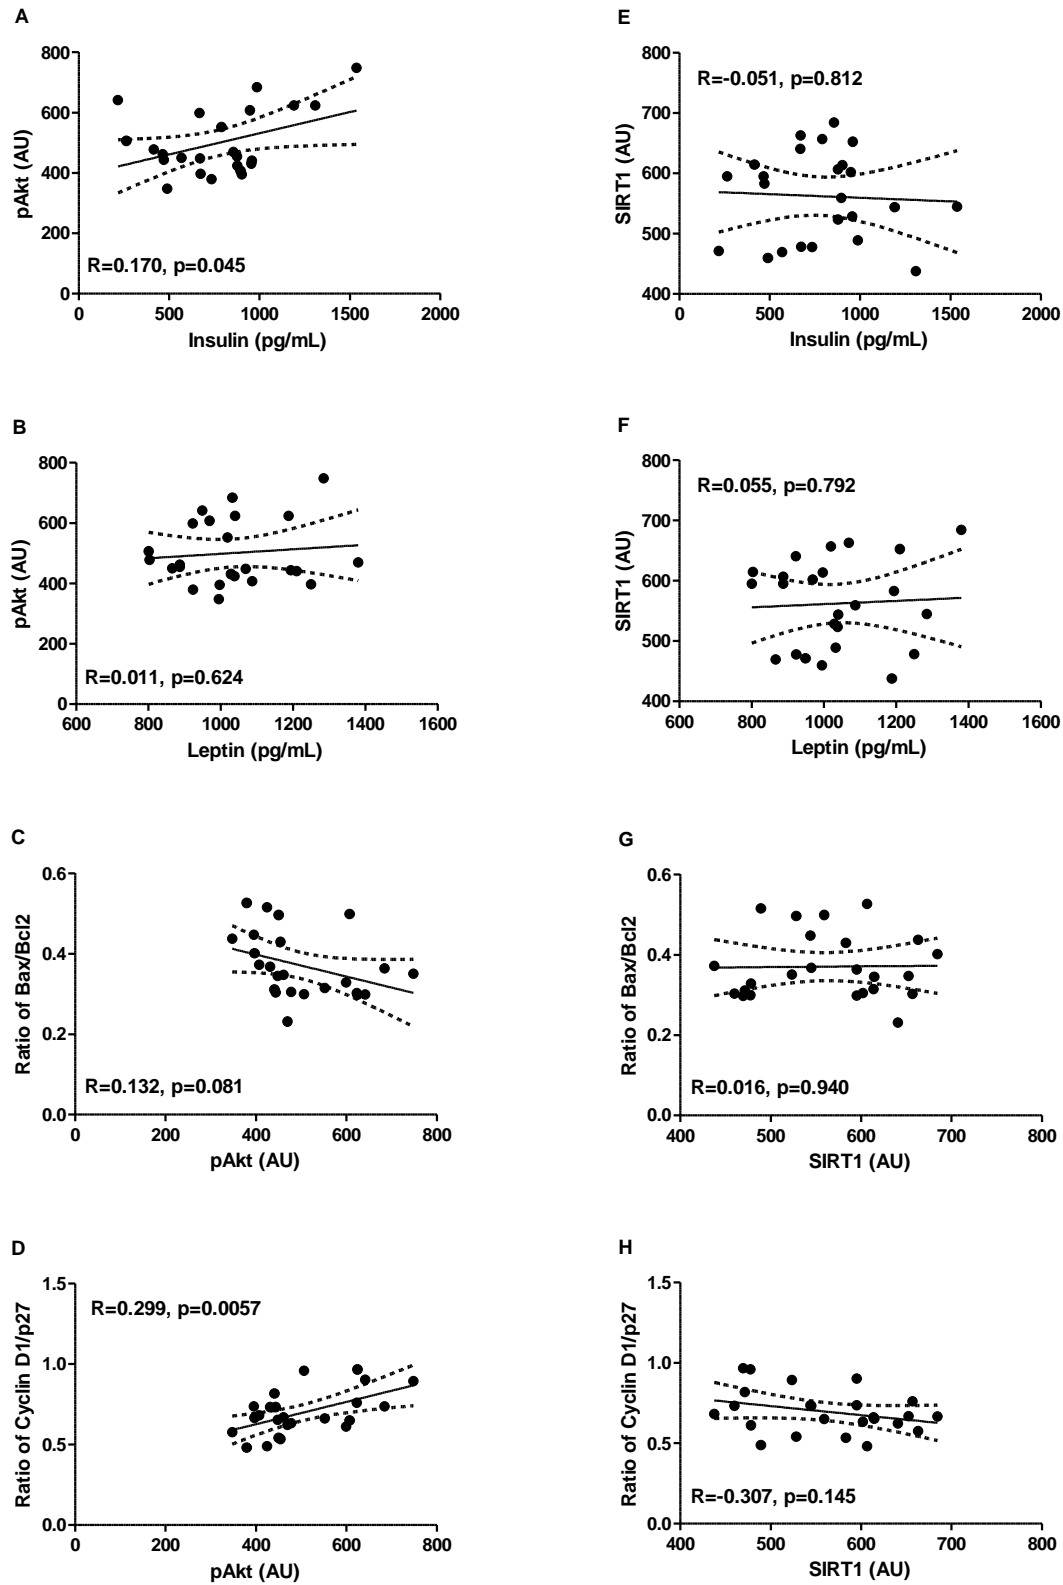 A
800
600
400
200
0
pAkt (AU)
R=0.170, p=0.045
0 500 1000 1500 2000
Insulin (pg/mL)
E
800
700
600
500
400
SIRT1 (AU)
R=-0.051, p=0.812
0 500 1000 1500 2000
Insulin (pg/mL)
B
800
600
400
200
0
pAkt (AU)
R=0.011, p=0.624
600 800 1000 1200 1400 1600
Leptin (pg/mL)
F
800
700
600
500
400
SIRT1 (AU)
R=0.055, p=0.792
600 800 1000 1200 1400 1600
Leptin (pg/mL)
C
0.6
0.4
0.2
0.0
Ratio of Bax/Bcl2
R=0.132, p=0.081
0 200 400 600 800
pAkt (AU)
G
0.6
0.4
0.2
0.0
Ratio of Bax/Bcl2
R=0.016, p=0.940
400 500 600 700 800
SIRT1 (AU)
D
1.5
1.0
0.5
0.0
Ratio of Cyclin D1/p27
R=0.299, p=0.0057
0 200 400 600 800
pAkt (AU)
H
1.5
1.0
0.5
0.0
Ratio of Cyclin D1/p27
R=-0.307, p=0.145
400 500 600 700 800
SIRT1 (AU)